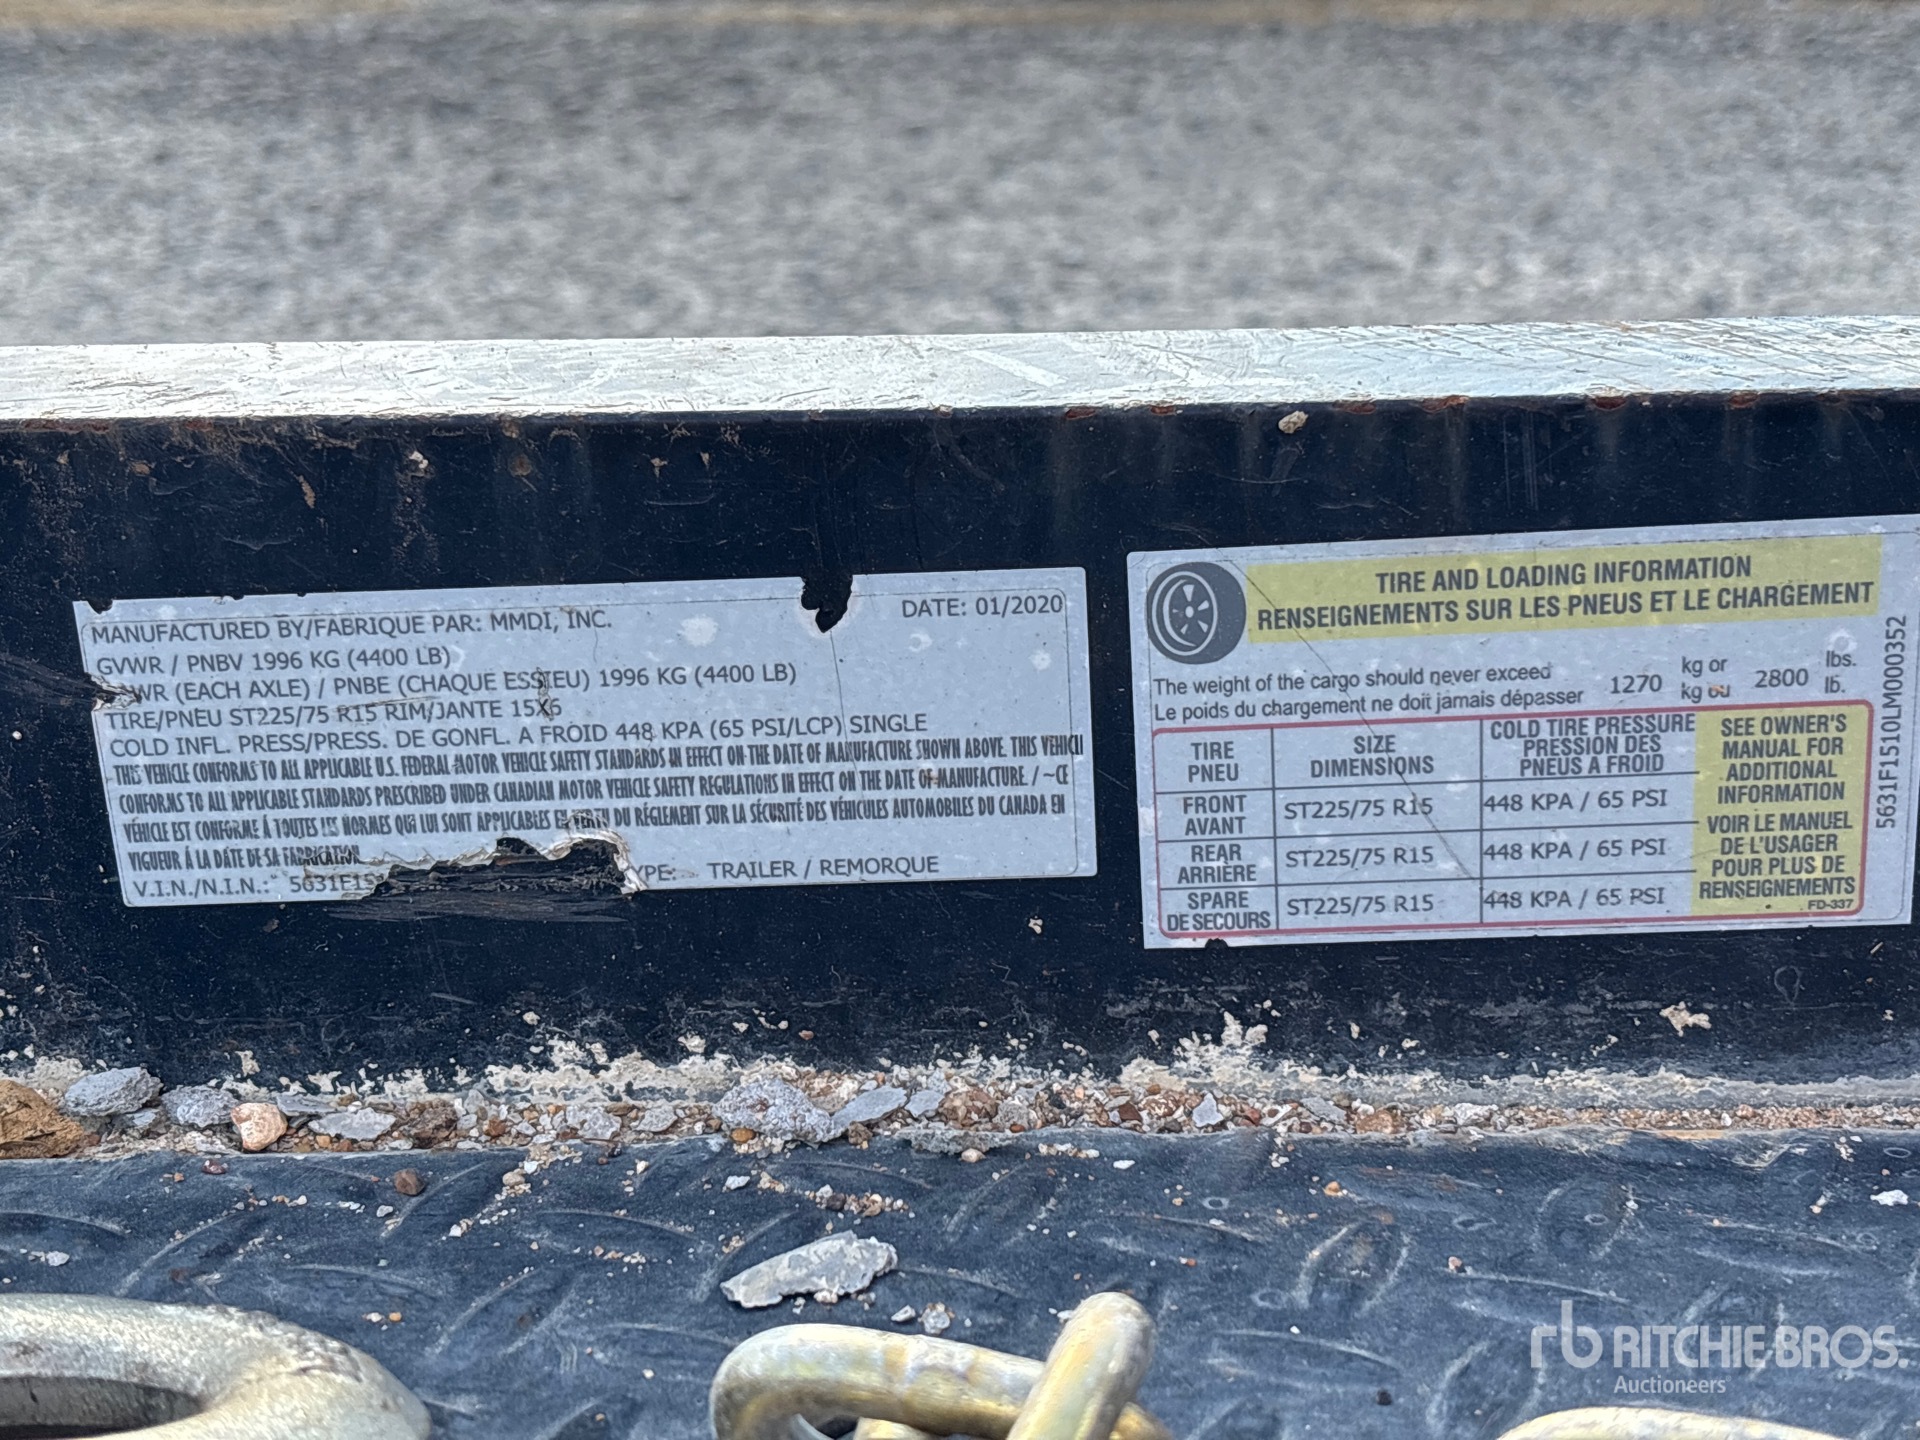 MANUFACTURED BY/FABRIQUE PAR: MMDI, INC. DATE: 01/2020
GVWR / PNBV 1996 KG (4400 LB)
WR (EACH AXLE) / PNBE (CHAQUE ESSIEU) 1996 KG (4400 LB)
TIRE/PNEU ST225/75 R15 RIM/JANTE 15X6
COLD INFL. PRESS/PRESS. DE GONFL. A FROID 448 KPA (65 PSI/LCP) SINGLE
THIS VEHICLE CONFORMS TO ALL APPLICABLE U.S. FEDERAL MOTOR VEHICLE SAFETY STANDARDS IN EFFECT ON THE DATE OF MANUFACTURE SHOWN ABOVE. THIS VEHICL
CONFORMS TO ALL APPLICABLE STANDARDS PRESCRIBED UNDER CANADIAN MOTOR VEHICLE SAFETY REGULATIONS IN EFFECT ON THE DATE OF MANUFACTURE. / ~CE
VÉHICLE EST CONFORME À TOUTES LES NORMES QUI LUI SONT APPLICABLES EN VERTU DU RÉGLEMENT SUR LA SÉCURITÉ DES VÉHICULES AUTOMOBILES DU CANADA EN
VIGUEUR À LA DATE DE SA FABRICATION
V.I.N./N.I.N.: 5631F15 YPE: TRAILER / REMORQUE
TIRE AND LOADING INFORMATION
RENSEIGNEMENTS SUR LES PNEUS ET LE CHARGEMENT
The weight of the cargo should never exceed 1270 kg or 2800 lbs.
Le poids du chargement ne doit jamais dépasser kg ou lb.
TIRE PNEU SIZE DIMENSIONS COLD TIRE PRESSURE PRESSION DES PNEUS A FROID
FRONT AVANT ST225/75 R15 448 KPA / 65 PSI
REAR ARRIÈRE ST225/75 R15 448 KPA / 65 PSI
SPARE DE SECOURS ST225/75 R15 448 KPA / 65 PSI
SEE OWNER'S
MANUAL FOR
ADDITIONAL
INFORMATION
VOIR LE MANUEL
DE L'USAGER
POUR PLUS DE
RENSEIGNEMENTS
FD-337
5631F1510LM000352
rb RITCHIE BROS.
Auctioneers